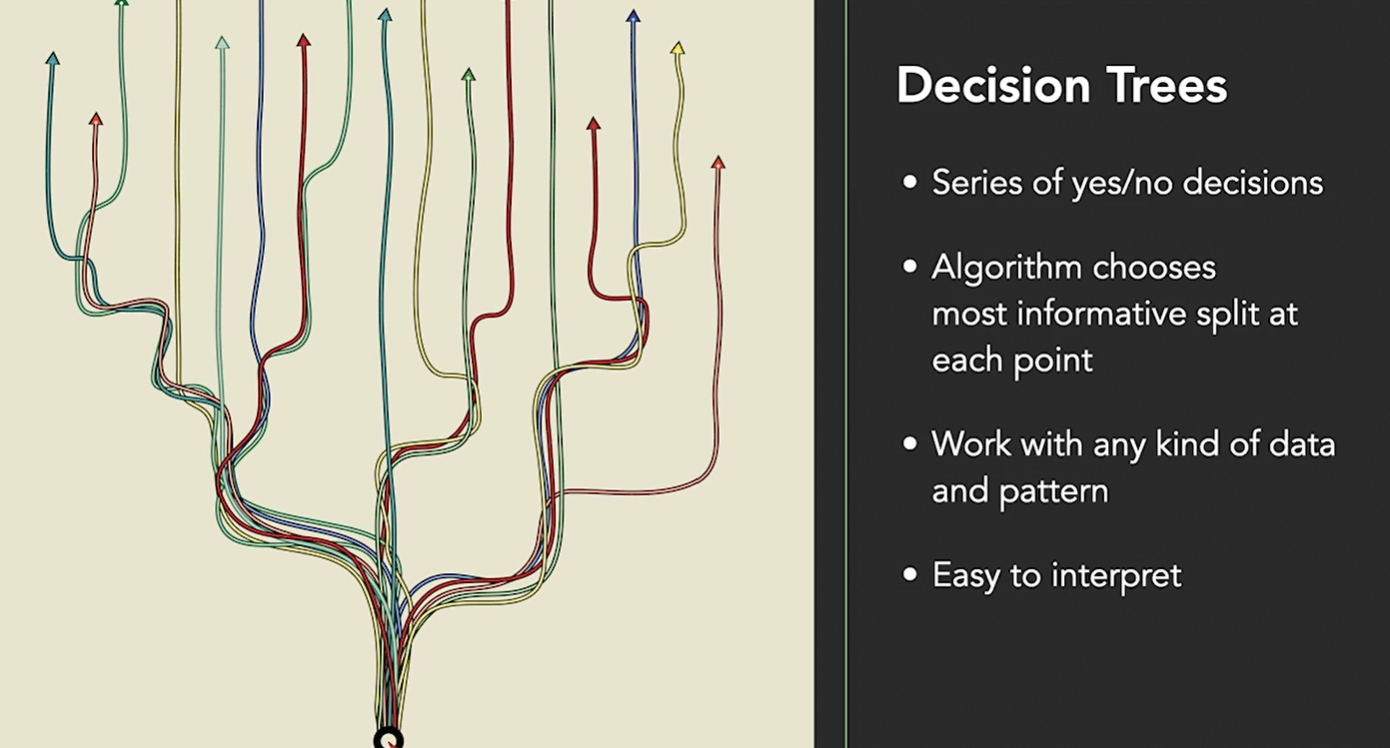 Decision Trees
• Series of yes/no decisions
• Algorithm chooses
most informative split at
each point
• Work with any kind of data
and pattern
• Easy to interpret